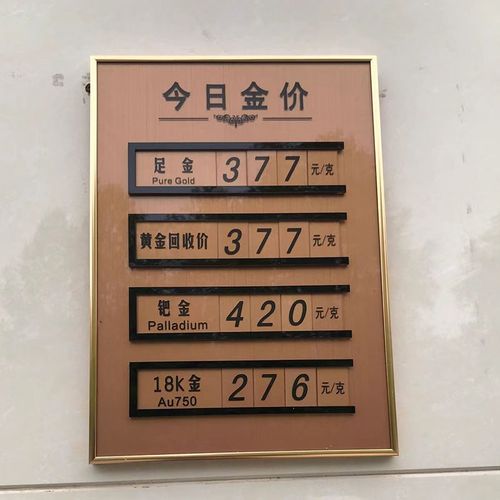 今日金价
足金 377 元/克
Pure Gold
黄金回收价 377 元/克
钯金 420 元/克
Palladium
18K金 276 元/克
Au750